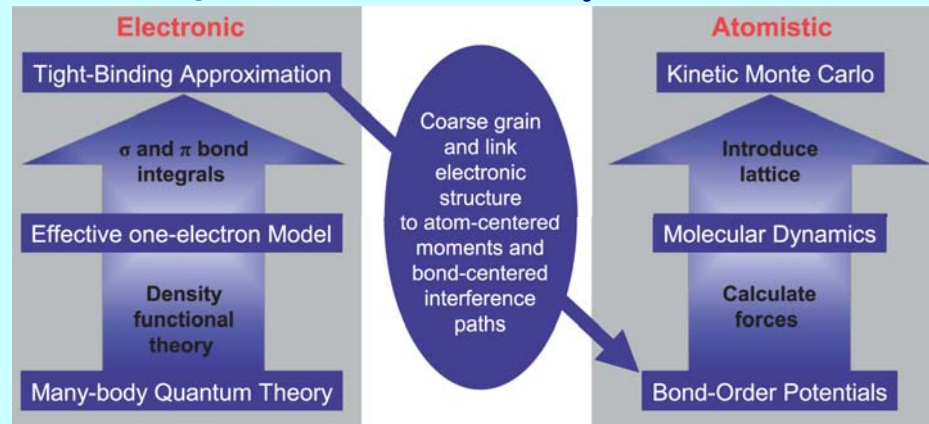 Electronic
Tight-Binding Approximation
σ and π bond
integrals
Effective one-electron Model
Density
functional
theory
Many-body Quantum Theory
Coarse grain
and link
electronic
structure
to atom-centered
moments and
bond-centered
interference
paths
Atomistic
Kinetic Monte Carlo
Introduce
lattice
Molecular Dynamics
Calculate
forces
Bond-Order Potentials